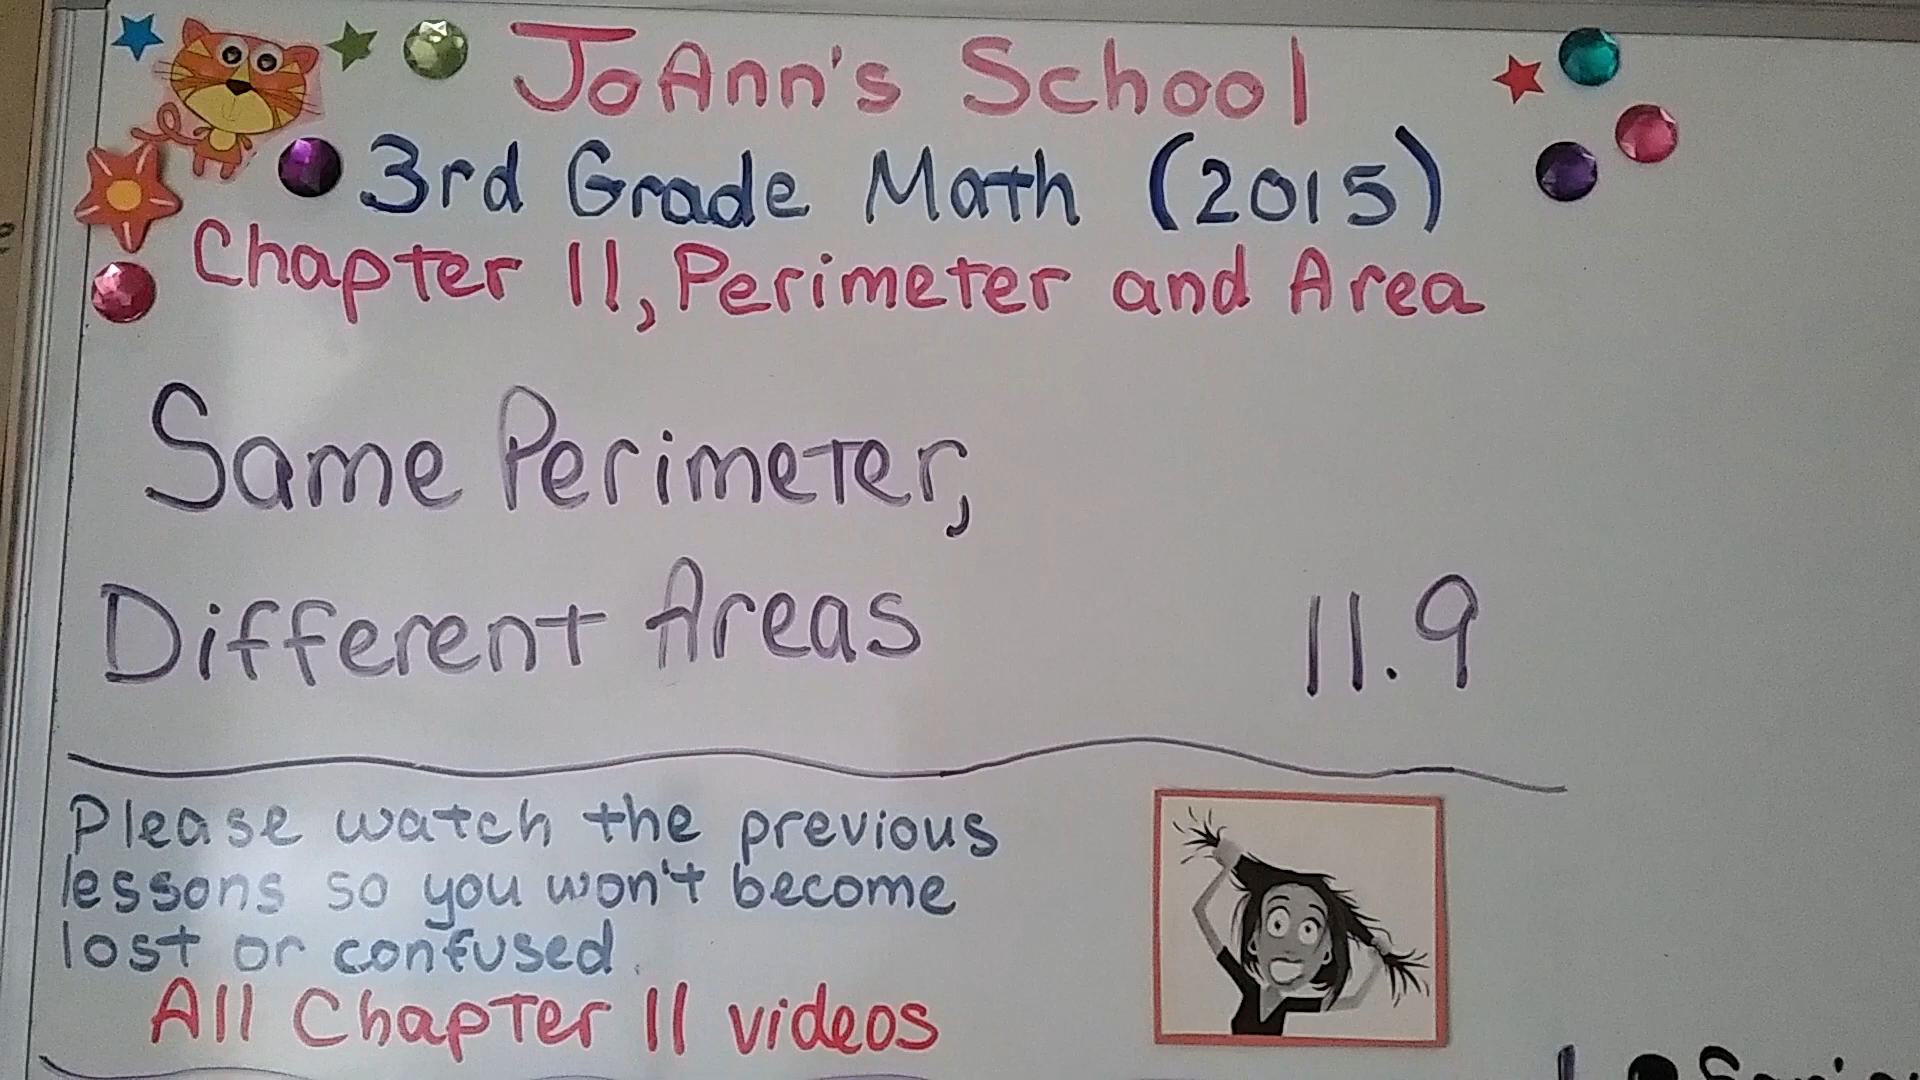 JoAnn's School
3rd Grade Math (2015)
Chapter 11, Perimeter and Area
Same Perimeter,
Different Areas
11.9
Please watch the previous
lessons so you won't become
lost or confused.
All Chapter 11 videos